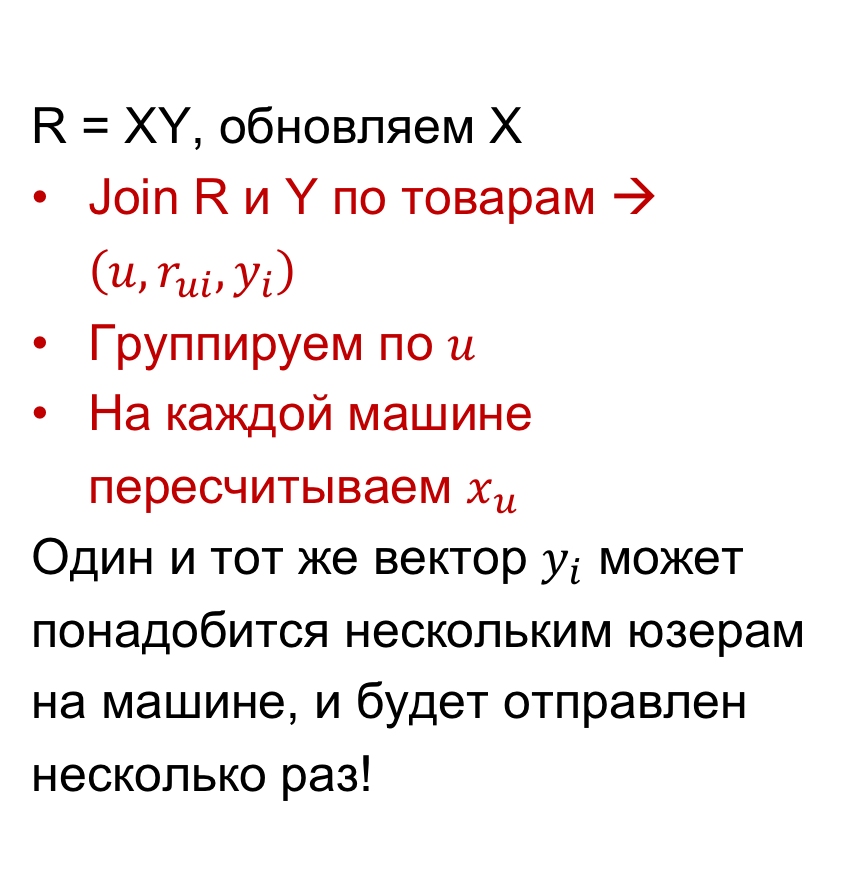 R = XY, обновляем X
• Join R и Y по товарам →
(u, r_{ui}, y_i)
• Группируем по u
• На каждой машине
пересчитываем x_u
Один и тот же вектор y_i может
понадобится нескольким юзерам
на машине, и будет отправлен
несколько раз!